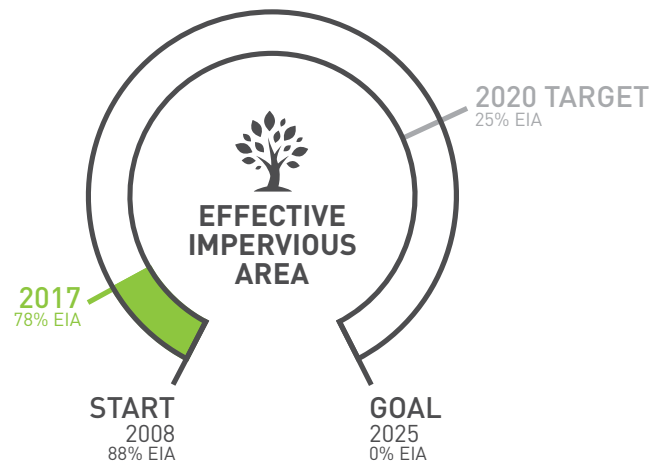 2020 TARGET
25% EIA
EFFECTIVE
IMPERVIOUS
AREA
2017
78% EIA
START
2008
88% EIA
GOAL
2025
0% EIA